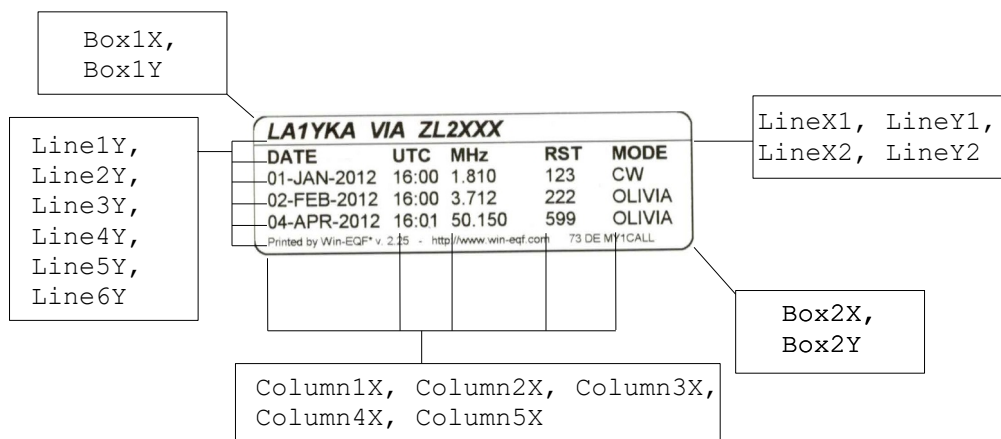 Box1X,
Box1Y
LA1YKA VIA ZL2XXX
DATE UTC MHz RST MODE
01-JAN-2012 16:00 1.810 123 CW
02-FEB-2012 16:00 3.712 222 OLIVIA
04-APR-2012 16:01 50.150 599 OLIVIA
Printed by Win-EQF* v. 2.25 - http://www.win-eqf.com 73 DE MY1CALL
Line1Y,
Line2Y,
Line3Y,
Line4Y,
Line5Y,
Line6Y
LineX1, LineY1,
LineX2, LineY2
Box2X,
Box2Y
Column1X, Column2X, Column3X,
Column4X, Column5X